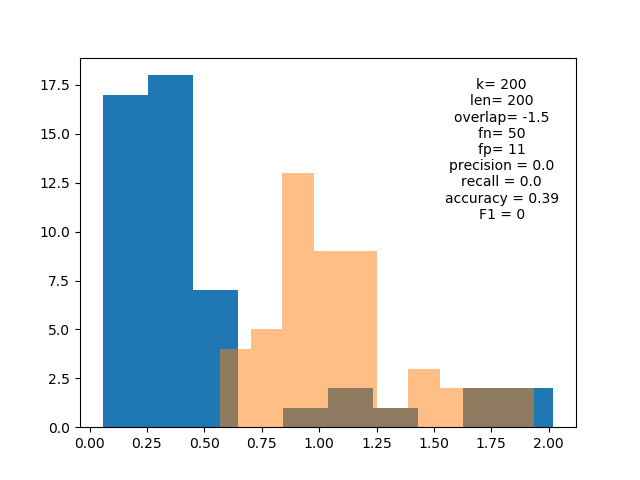 17.5
15.0
12.5
10.0
7.5
5.0
2.5
0.0
k= 200
len= 200
overlap= -1.5
fn= 50
fp= 11
precision = 0.0
recall = 0.0
accuracy = 0.39
F1 = 0
0.00 0.25 0.50 0.75 1.00 1.25 1.50 1.75 2.00